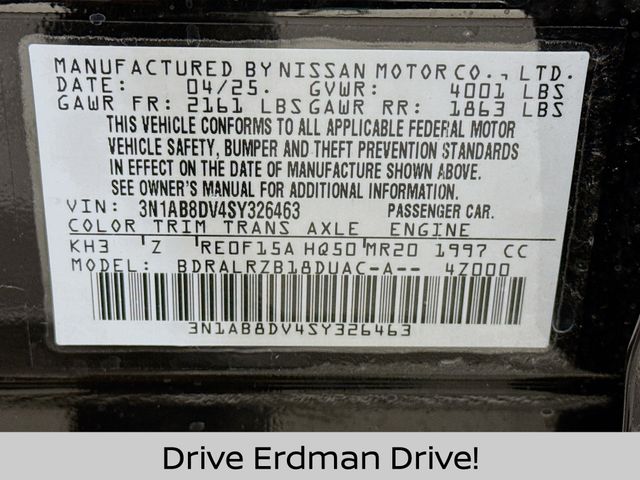 MANUFACTURED BY NISSAN MOTOR CO., LTD.
DATE: 04/25. GVWR: 4001 LBS
GAWR FR: 2161 LBS GAWR RR: 1863 LBS
THIS VEHICLE CONFORMS TO ALL APPLICABLE FEDERAL MOTOR
VEHICLE SAFETY, BUMPER AND THEFT PREVENTION STANDARDS
IN EFFECT ON THE DATE OF MANUFACTURE SHOWN ABOVE.
SEE OWNER'S MANUAL FOR ADDITIONAL INFORMATION.
VIN: 3N1AB8DV4SY326463 PASSENGER CAR.
COLOR TRIM TRANS AXLE ENGINE
KH3 Z RE0F15A HQ50 MR20 1997 CC
MODEL: BDRALRZB18DUAC-A-- 4Z000
3N1AB8DV4SY326463
Drive Erdman Drive!